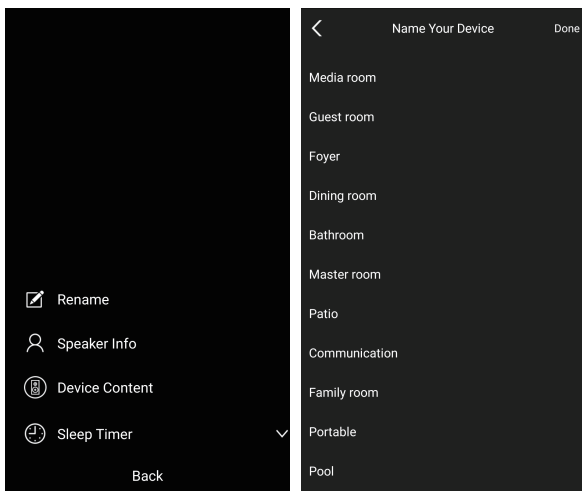 Rename
Speaker Info
Device Content
Sleep Timer
Back
Name Your Device
Done
Media room
Guest room
Foyer
Dining room
Bathroom
Master room
Patio
Communication
Family room
Portable
Pool